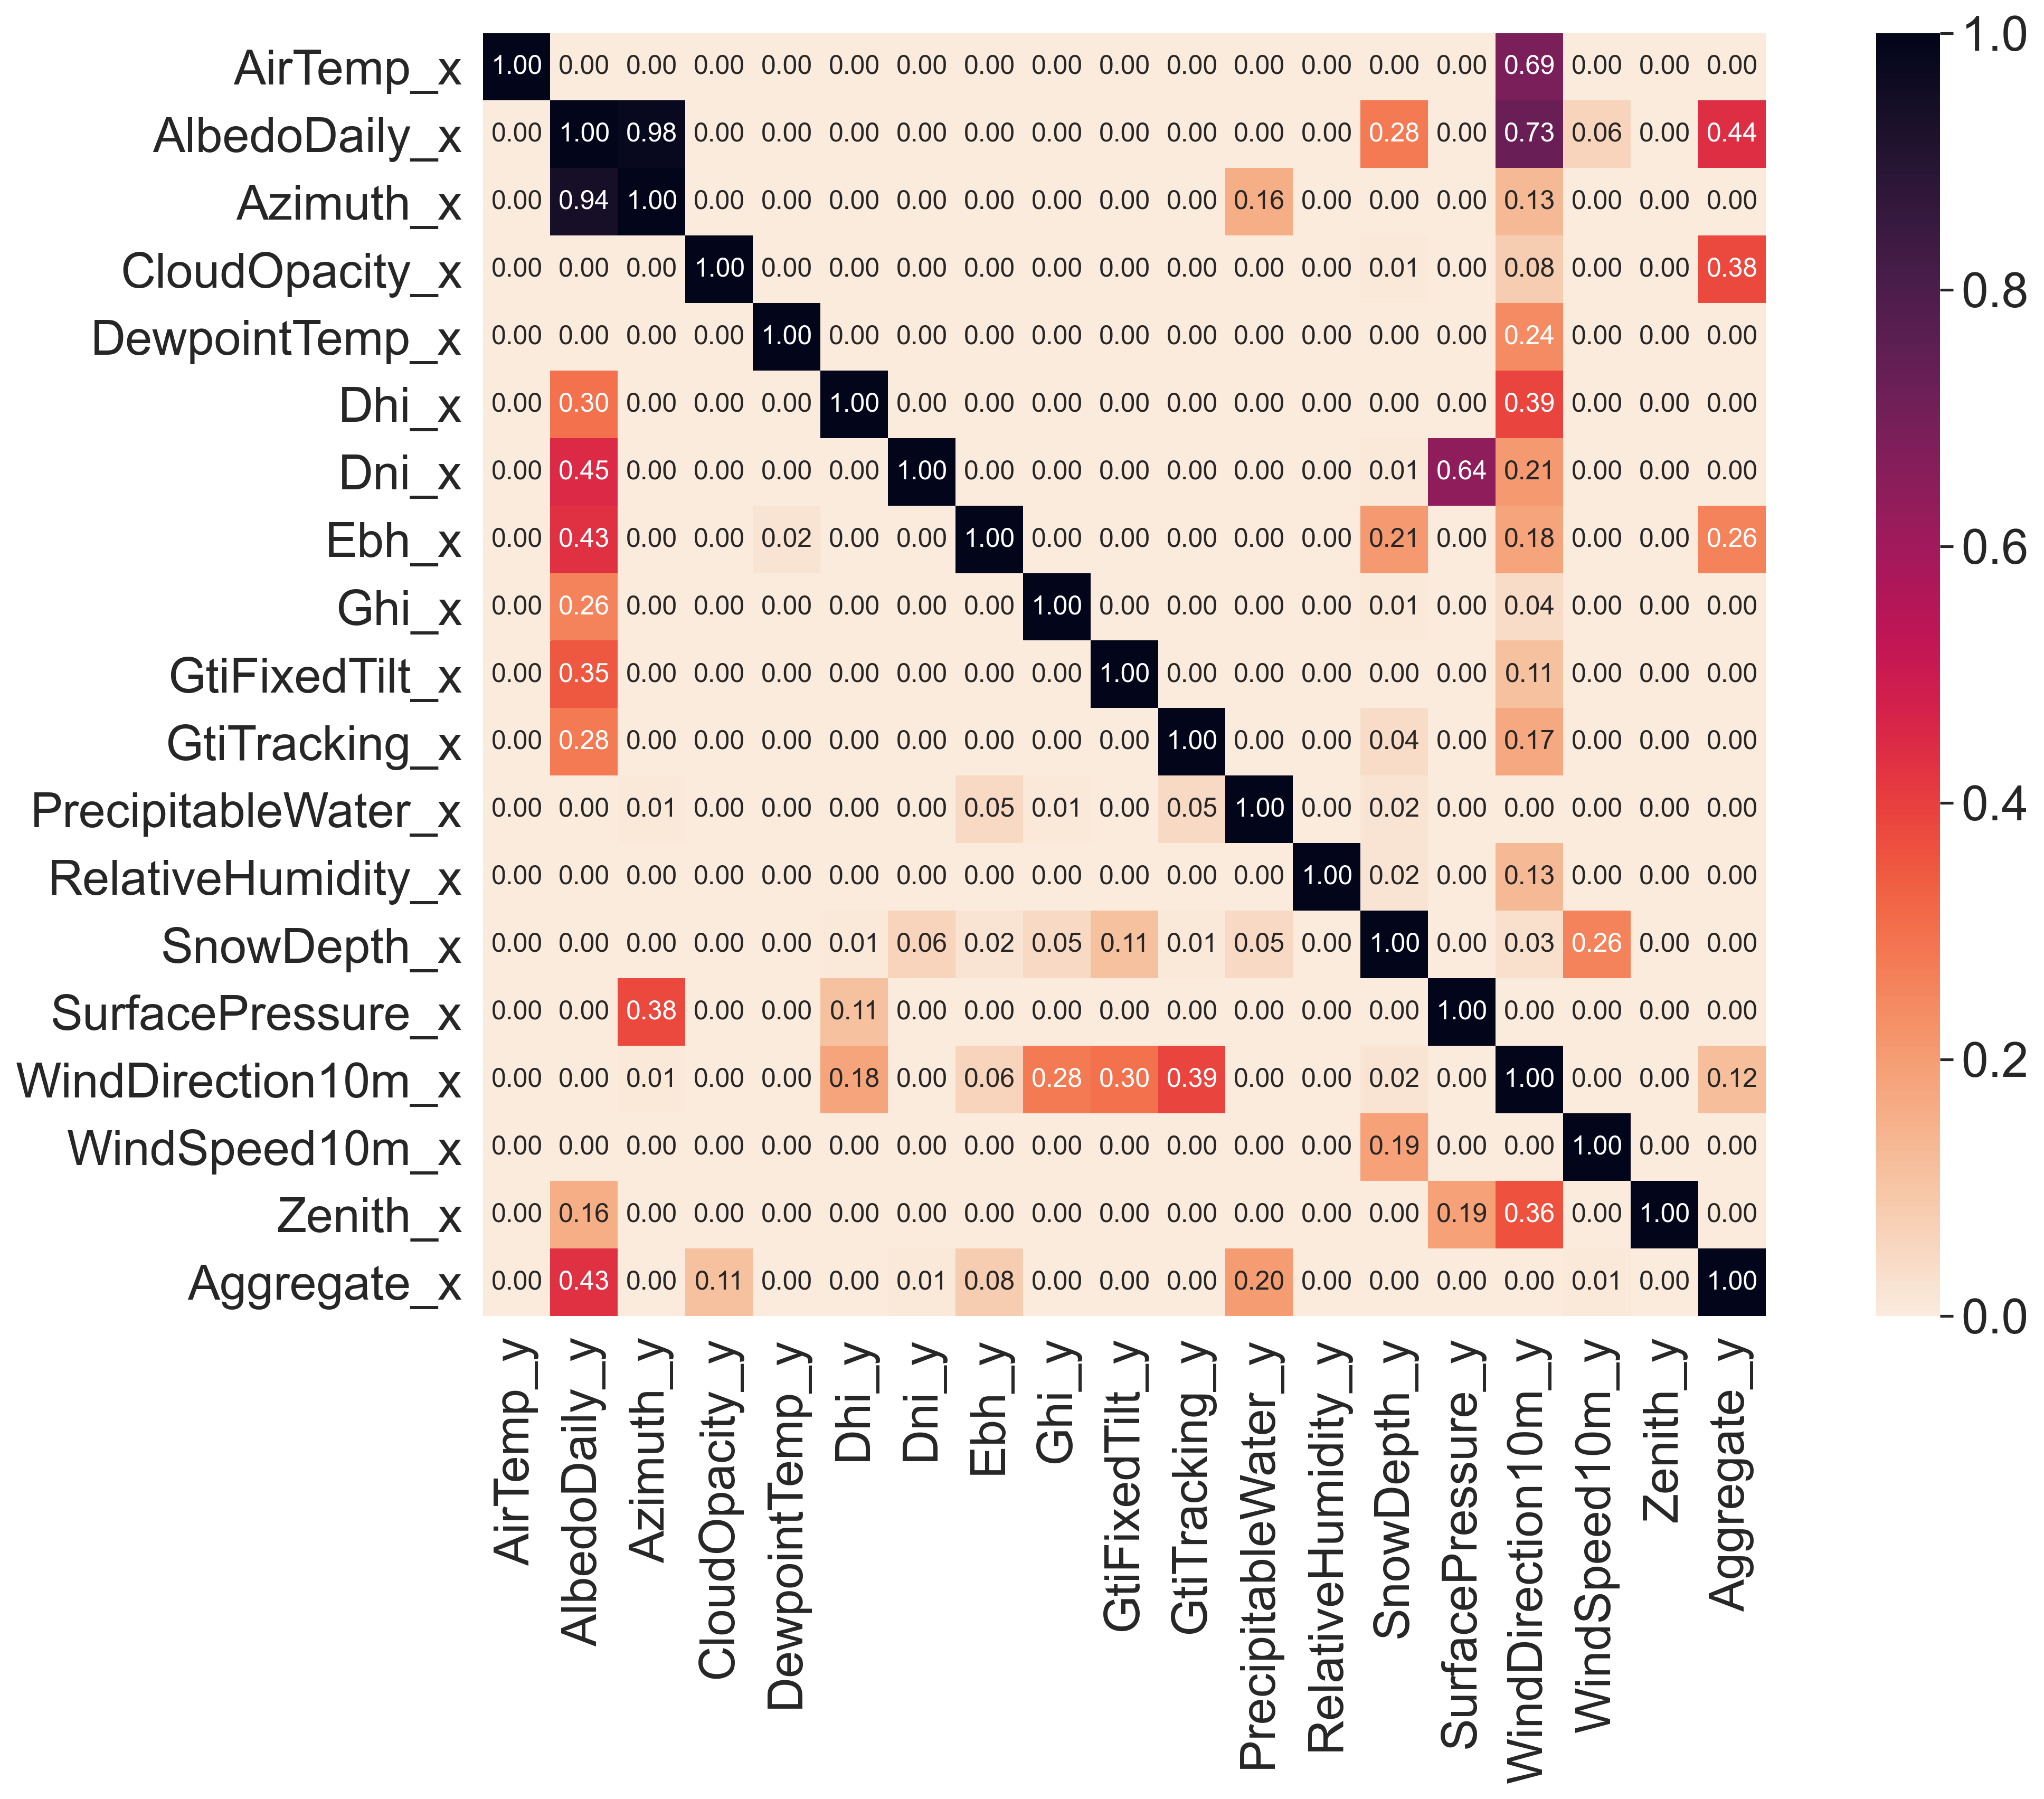 AirTemp_x 1.00 0.00 0.00 0.00 0.00 0.00 0.00 0.00 0.00 0.00 0.00 0.00 0.00 0.00 0.00 0.69 0.00 0.00 0.00
AlbedoDaily_x 0.00 1.00 0.98 0.00 0.00 0.00 0.00 0.00 0.00 0.00 0.00 0.00 0.00 0.28 0.00 0.73 0.06 0.00 0.44
Azimuth_x 0.00 0.94 1.00 0.00 0.00 0.00 0.00 0.00 0.00 0.00 0.00 0.16 0.00 0.00 0.00 0.13 0.00 0.00 0.00
CloudOpacity_x 0.00 0.00 0.00 1.00 0.00 0.00 0.00 0.00 0.00 0.00 0.00 0.00 0.00 0.01 0.00 0.08 0.00 0.00 0.38
DewpointTemp_x 0.00 0.00 0.00 0.00 1.00 0.00 0.00 0.00 0.00 0.00 0.00 0.00 0.00 0.00 0.00 0.24 0.00 0.00 0.00
Dhi_x 0.00 0.30 0.00 0.00 0.00 1.00 0.00 0.00 0.00 0.00 0.00 0.00 0.00 0.00 0.00 0.39 0.00 0.00 0.00
Dni_x 0.00 0.45 0.00 0.00 0.00 0.00 1.00 0.00 0.00 0.00 0.00 0.00 0.00 0.01 0.64 0.21 0.00 0.00 0.00
Ebh_x 0.00 0.43 0.00 0.00 0.02 0.00 0.00 1.00 0.00 0.00 0.00 0.00 0.00 0.21 0.00 0.18 0.00 0.00 0.26
Ghi_x 0.00 0.26 0.00 0.00 0.00 0.00 0.00 0.00 1.00 0.00 0.00 0.00 0.00 0.01 0.00 0.04 0.00 0.00 0.00
GtiFixedTilt_x 0.00 0.35 0.00 0.00 0.00 0.00 0.00 0.00 0.00 1.00 0.00 0.00 0.00 0.00 0.00 0.11 0.00 0.00 0.00
GtiTracking_x 0.00 0.28 0.00 0.00 0.00 0.00 0.00 0.00 0.00 0.00 1.00 0.00 0.00 0.04 0.00 0.17 0.00 0.00 0.00
PrecipitableWater_x 0.00 0.00 0.01 0.00 0.00 0.00 0.00 0.05 0.01 0.00 0.05 1.00 0.00 0.02 0.00 0.00 0.00 0.00 0.00
RelativeHumidity_x 0.00 0.00 0.00 0.00 0.00 0.00 0.00 0.00 0.00 0.00 0.00 0.00 1.00 0.02 0.00 0.13 0.00 0.00 0.00
SnowDepth_x 0.00 0.00 0.00 0.00 0.00 0.01 0.06 0.02 0.05 0.11 0.01 0.05 0.00 1.00 0.00 0.03 0.26 0.00 0.00
SurfacePressure_x 0.00 0.00 0.38 0.00 0.00 0.11 0.00 0.00 0.00 0.00 0.00 0.00 0.00 0.00 1.00 0.00 0.00 0.00 0.00
WindDirection10m_x 0.00 0.00 0.01 0.00 0.00 0.18 0.00 0.06 0.28 0.30 0.39 0.00 0.00 0.02 0.00 1.00 0.00 0.00 0.12
WindSpeed10m_x 0.00 0.00 0.00 0.00 0.00 0.00 0.00 0.00 0.00 0.00 0.00 0.00 0.00 0.19 0.00 0.00 1.00 0.00 0.00
Zenith_x 0.00 0.16 0.00 0.00 0.00 0.00 0.00 0.00 0.00 0.00 0.00 0.00 0.00 0.00 0.19 0.36 0.00 1.00 0.00
Aggregate_x 0.00 0.43 0.00 0.11 0.00 0.00 0.01 0.08 0.00 0.00 0.00 0.20 0.00 0.00 0.00 0.00 0.01 0.00 1.00
AirTemp_y
AlbedoDaily_y
Azimuth_y
CloudOpacity_y
DewpointTemp_y
Dhi_y
Dni_y
Ebh_y
Ghi_y
GtiFixedTilt_y
GtiTracking_y
PrecipitableWater_y
RelativeHumidity_y
SnowDepth_y
SurfacePressure_y
WindDirection10m_y
WindSpeed10m_y
Zenith_y
Aggregate_y
1.0
0.8
0.6
0.4
0.2
0.0